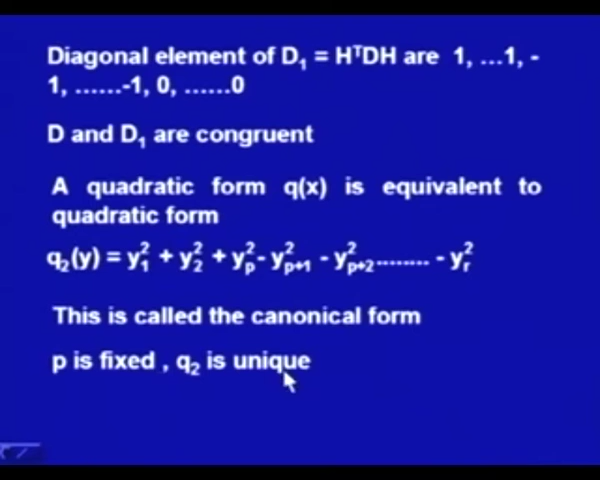 Diagonal element of D₁ = HᵀDH are 1, ...1, -
1, ......-1, 0, ......0
D and D₁ are congruent
A quadratic form q(x) is equivalent to
quadratic form
q₂(y) = y₁² + y₂² + yₚ² - yₚ₊₁² - yₚ₊₂² ........ - yᵣ²
This is called the canonical form
p is fixed , q₂ is unique